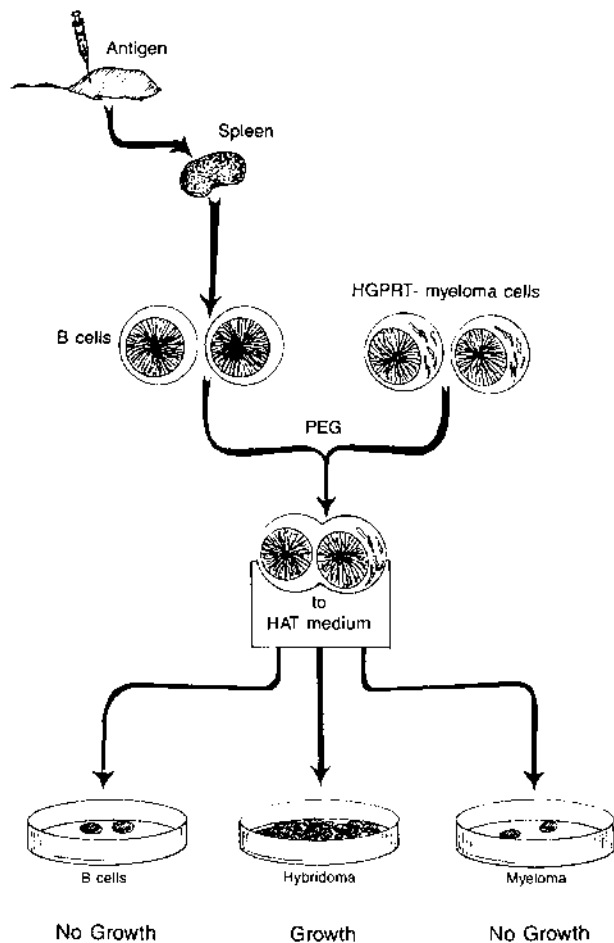 Antigen
Spleen
HGPRT- myeloma cells
B cells
PEG
to
HAT medium
B cells
Hybridoma
Myeloma
No Growth
Growth
No Growth